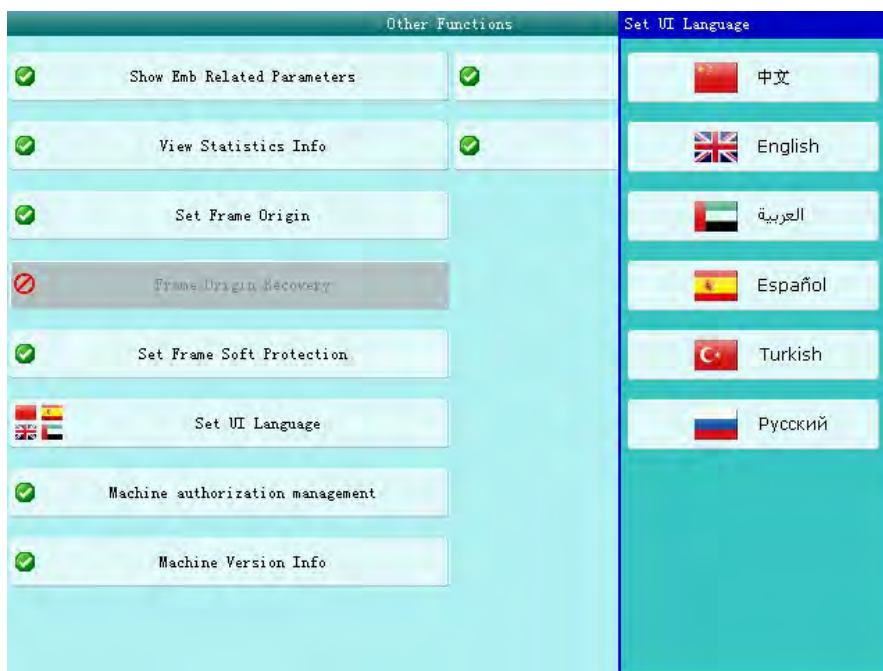 Other Functions
Show Emb Related Parameters
View Statistics Info
Set Frame Origin
Frame Origin Recovery
Set Frame Soft Protection
Set UI Language
Machine authorization management
Machine Version Info
Set UI Language
中文
English
العربية
Español
Turkish
Русский